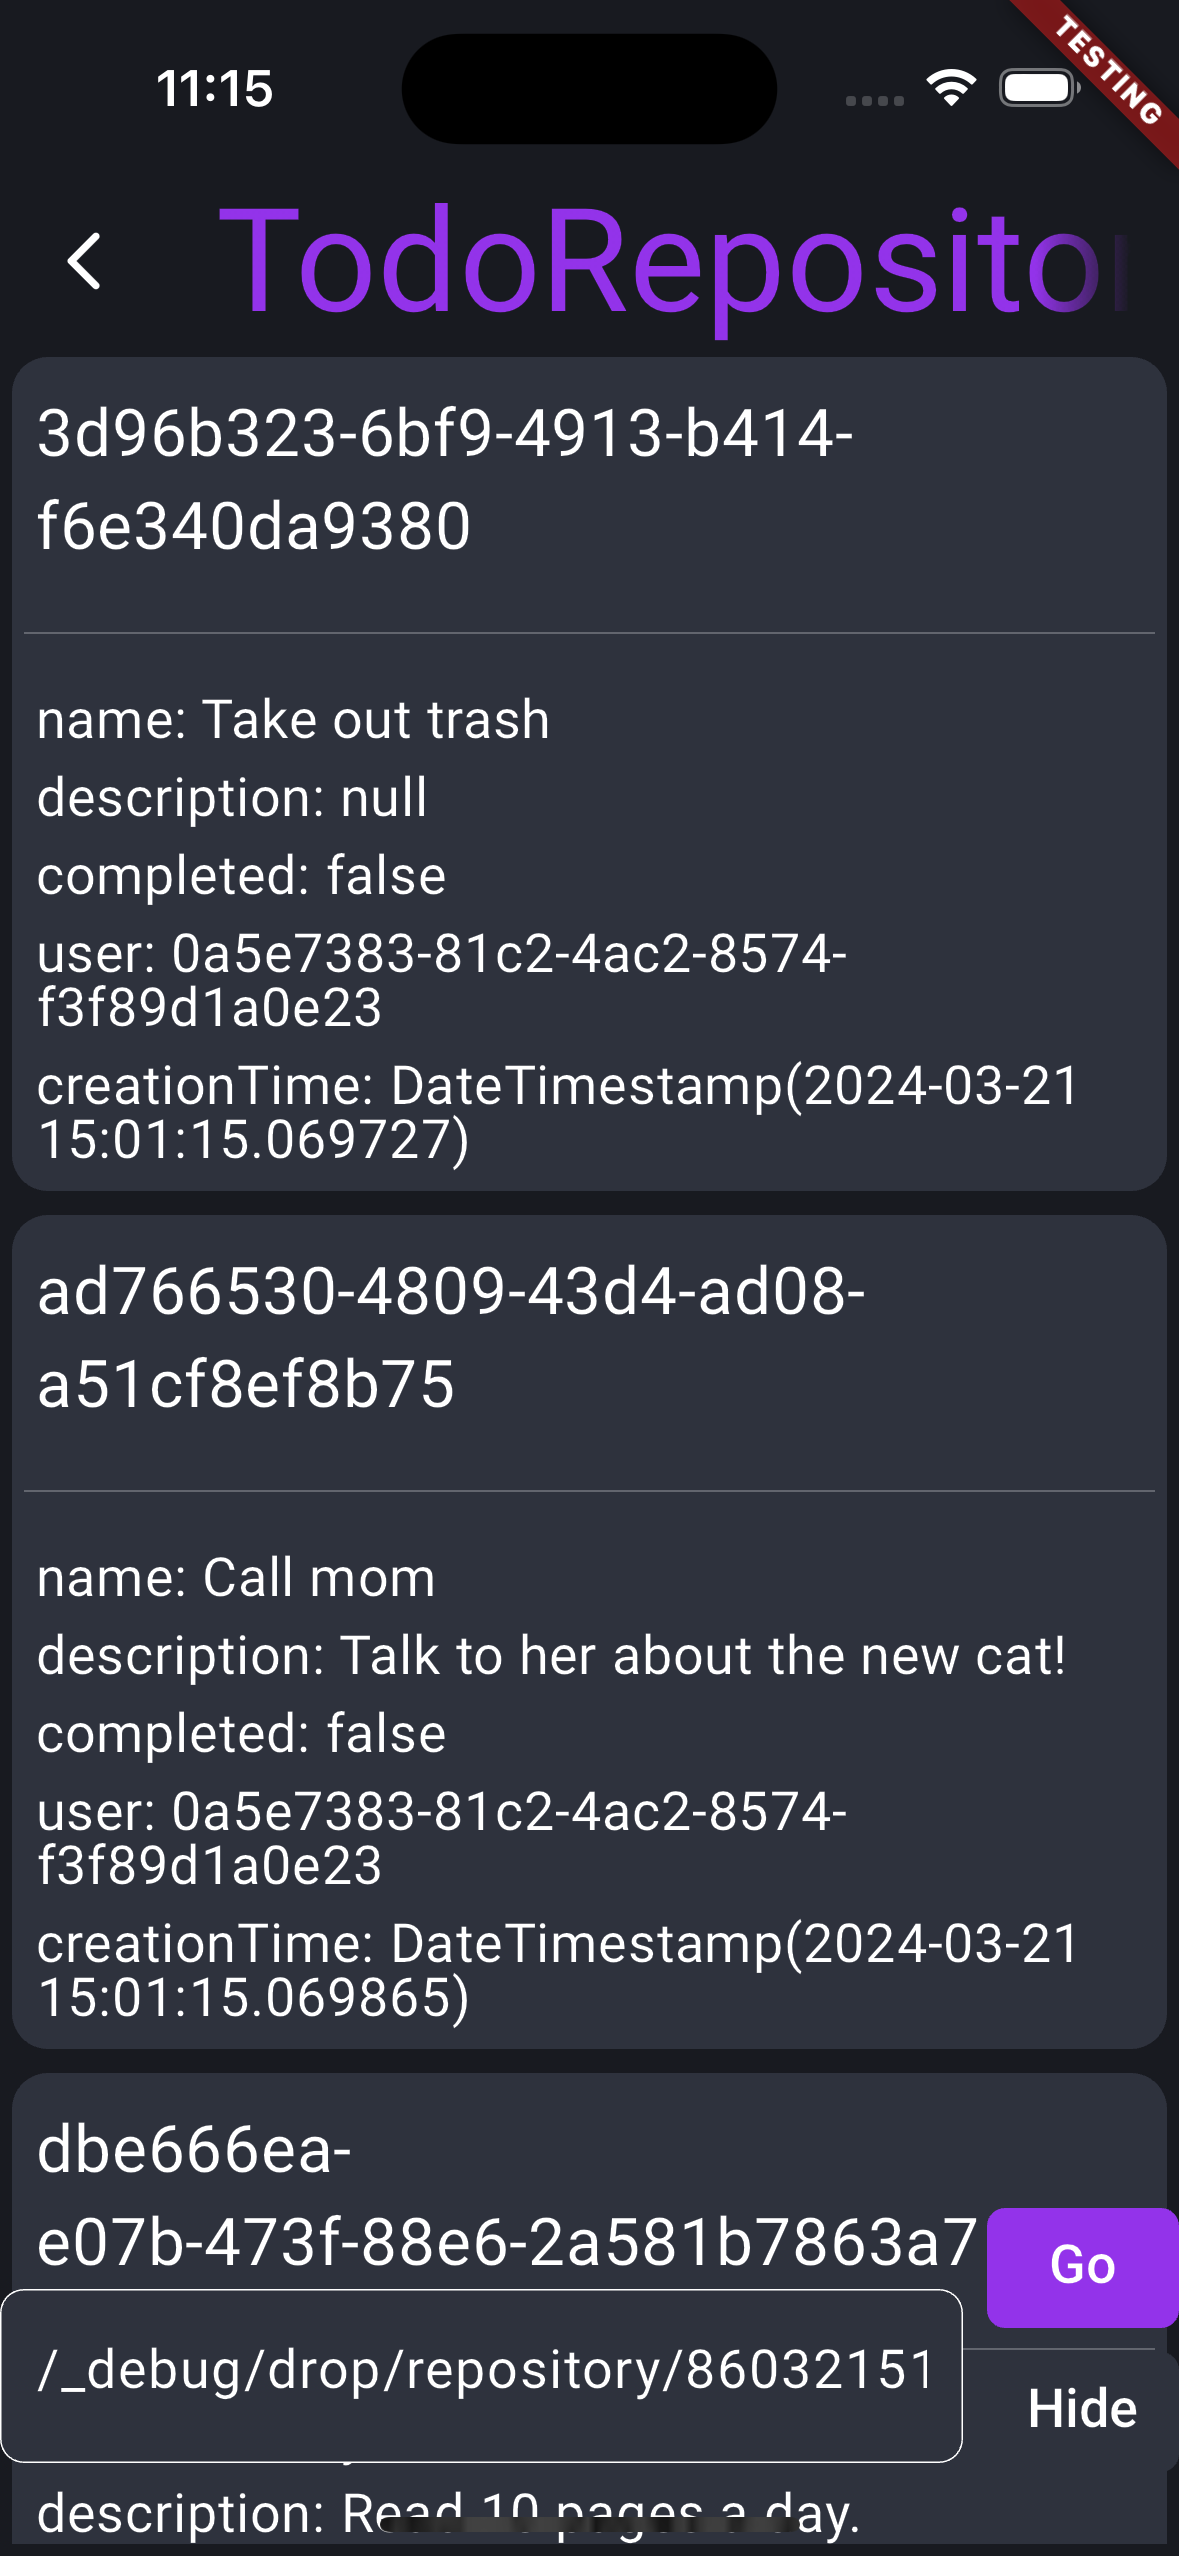 11:15
TESTING
TodoReposito
3d96b323-6bf9-4913-b414-
f6e340da9380
name: Take out trash
description: null
completed: false
user: 0a5e7383-81c2-4ac2-8574-
f3f89d1a0e23
creationTime: DateTimestamp(2024-03-21
15:01:15.069727)
ad766530-4809-43d4-ad08-
a51cf8ef8b75
name: Call mom
description: Talk to her about the new cat!
completed: false
user: 0a5e7383-81c2-4ac2-8574-
f3f89d1a0e23
creationTime: DateTimestamp(2024-03-21
15:01:15.069865)
dbe666ea-
e07b-473f-88e6-2a581b7863a7
Go
/_debug/drop/repository/86032151
Hide
description: Read 10 pages a day.